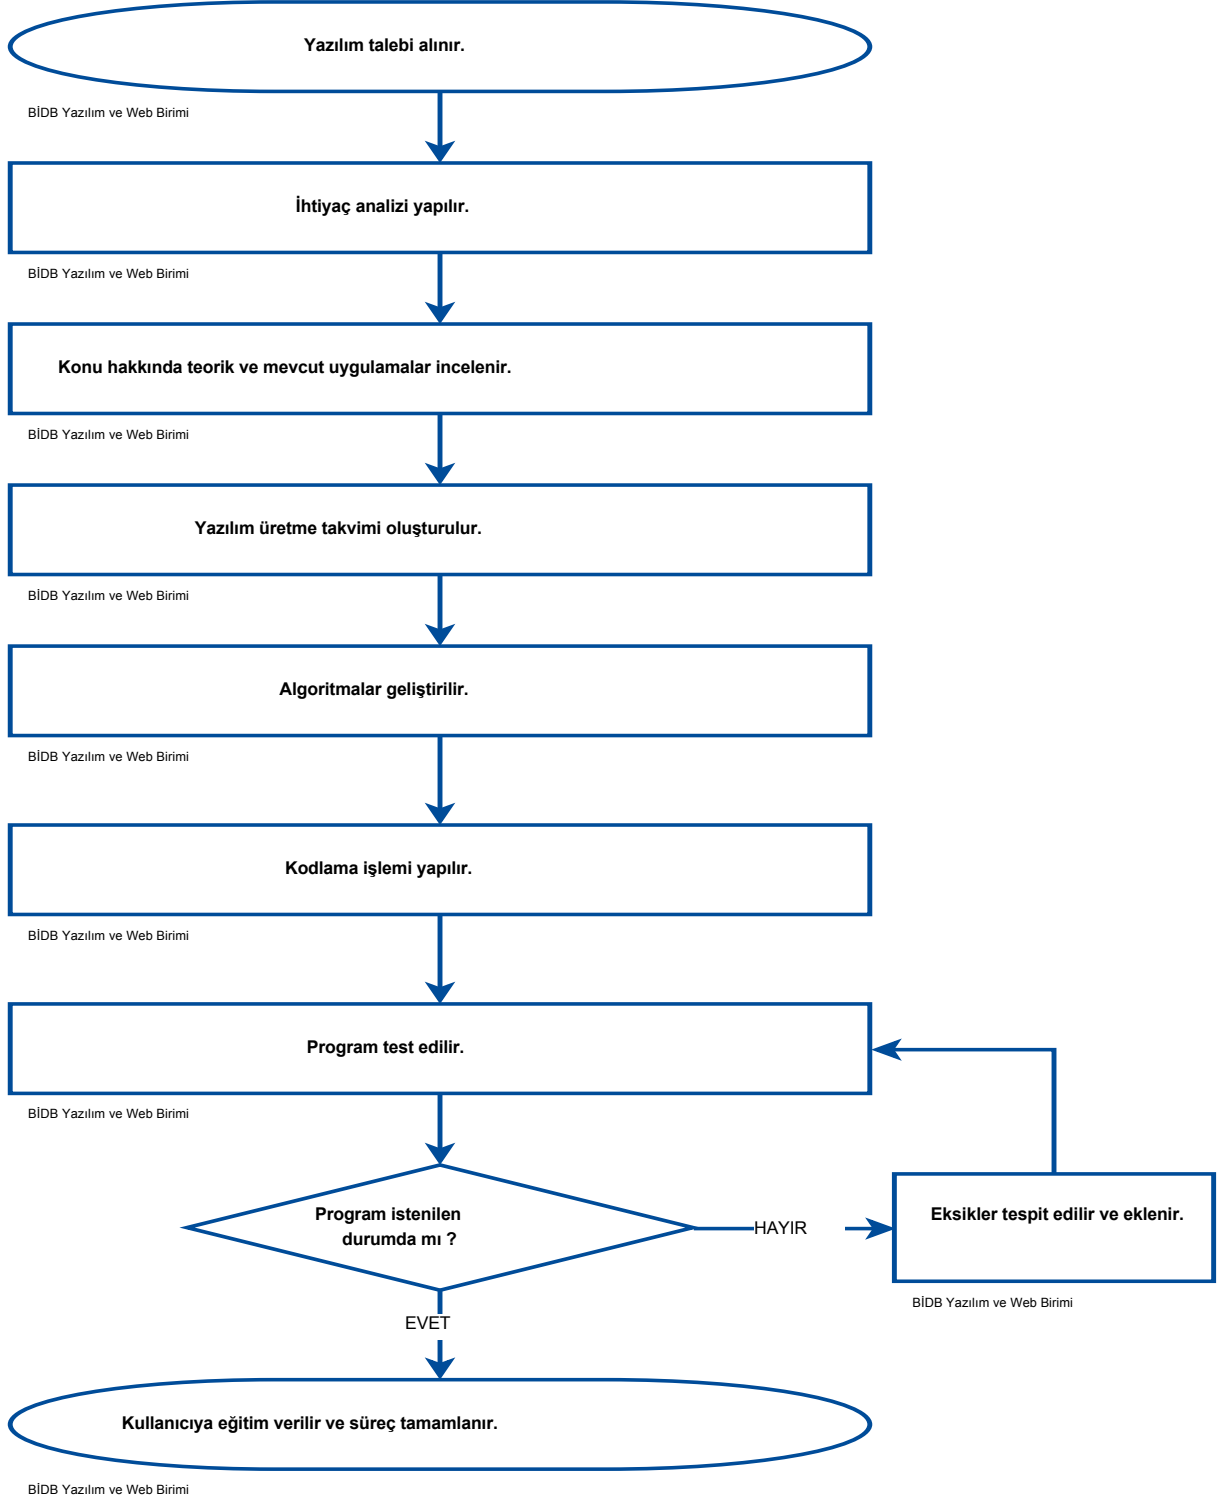 Yazılım talebi alınır.
BİDB Yazılım ve Web Birimi
İhtiyaç analizi yapılır.
BİDB Yazılım ve Web Birimi
Konu hakkında teorik ve mevcut uygulamalar incelenir.
BİDB Yazılım ve Web Birimi
Yazılım üretme takvimi oluşturulur.
BİDB Yazılım ve Web Birimi
Algoritmalar geliştirilir.
BİDB Yazılım ve Web Birimi
Kodlama işlemi yapılır.
BİDB Yazılım ve Web Birimi
Program test edilir.
BİDB Yazılım ve Web Birimi
Program istenilen
durumda mı ?
HAYIR
Eksikler tespit edilir ve eklenir.
BİDB Yazılım ve Web Birimi
EVET
Kullanıcıya eğitim verilir ve süreç tamamlanır.
BİDB Yazılım ve Web Birimi